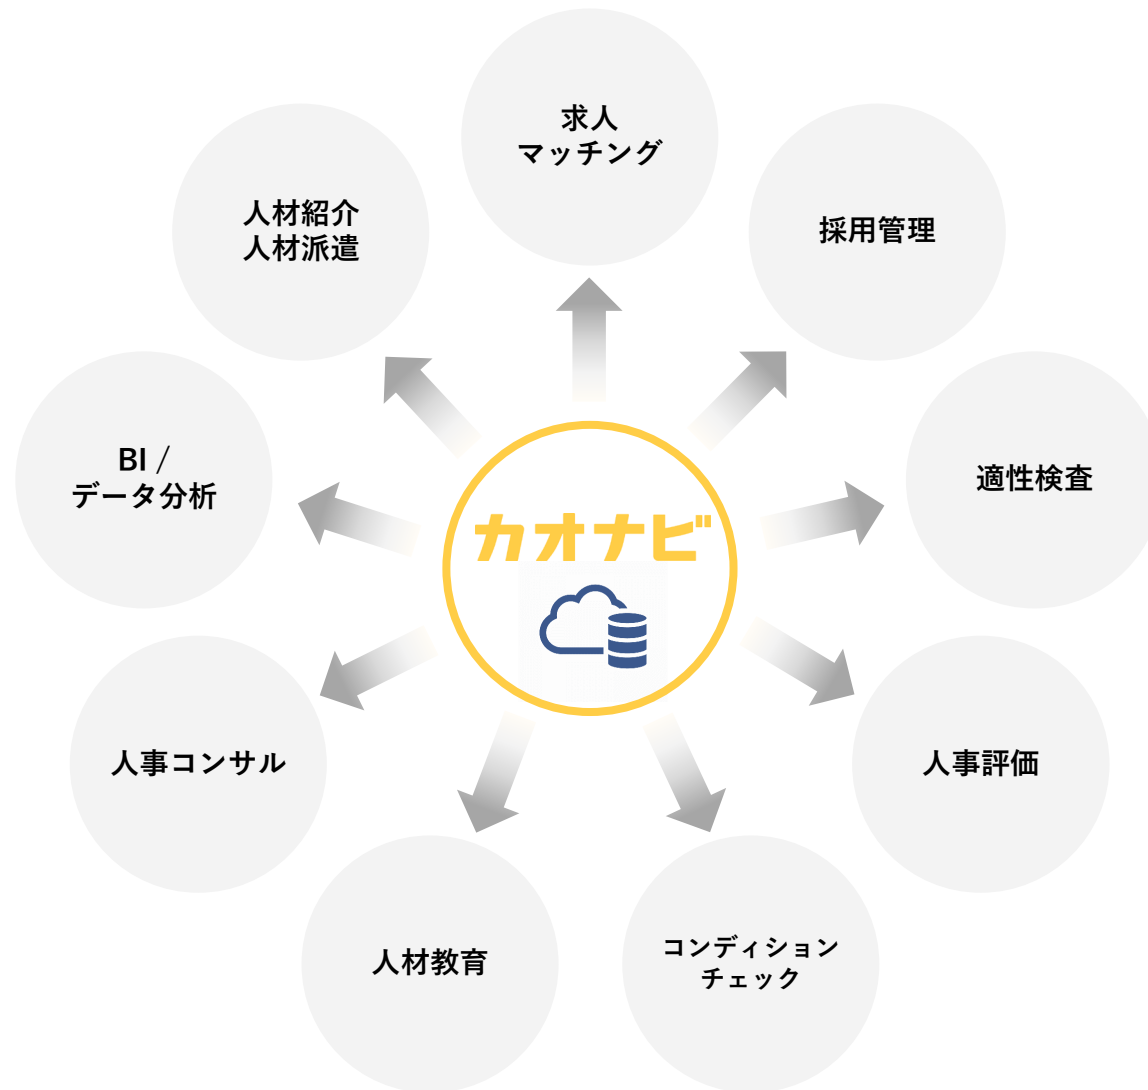 求人
マッチング
採用管理
適性検査
人事評価
コンディション
チェック
人材教育
人事コンサル
BI /
データ分析
人材紹介
人材派遣
カオナビ